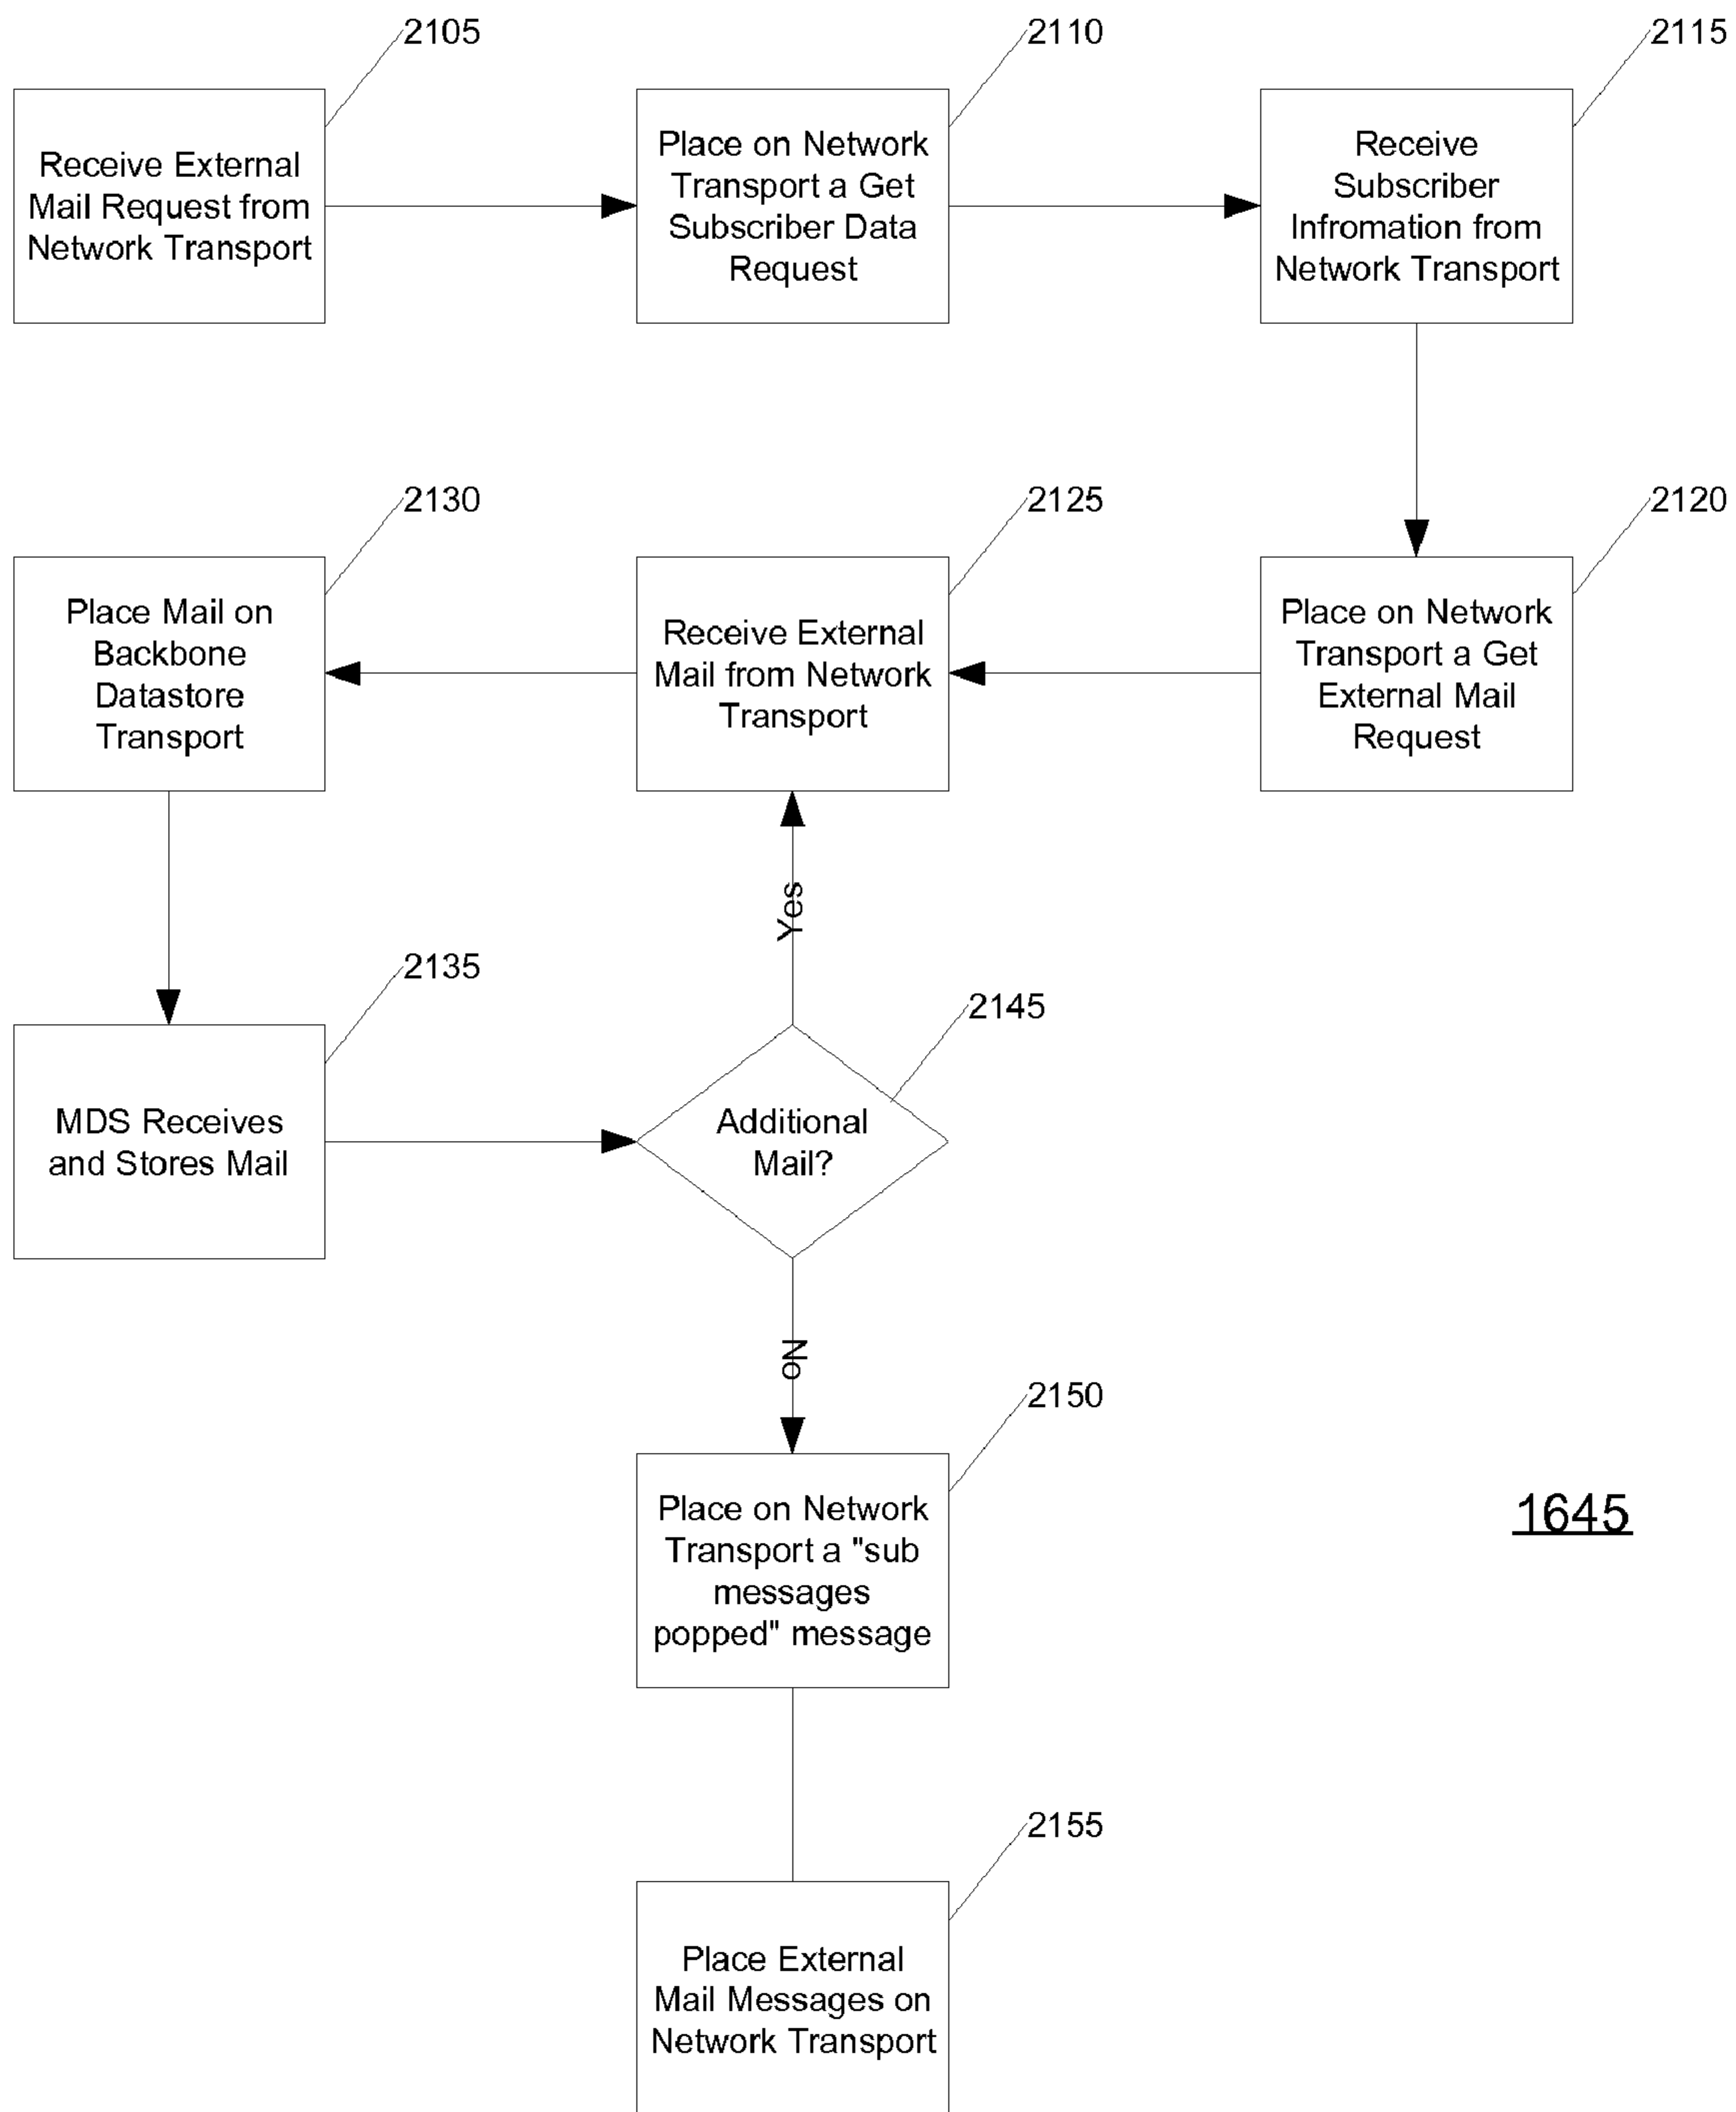 2105
Receive External
Mail Request from
Network Transport
2110
Place on Network
Transport a Get
Subscriber Data
Request
2115
Receive
Subscriber
Infromation from
Network Transport
2120
Place on Network
Transport a Get
External Mail
Request
2125
Receive External
Mail from Network
Transport
2130
Place Mail on
Backbone
Datastore
Transport
2135
MDS Receives
and Stores Mail
2145
Additional
Mail?
Yes
No
2150
Place on Network
Transport a "sub
messages
popped" message
1645
2155
Place External
Mail Messages on
Network Transport